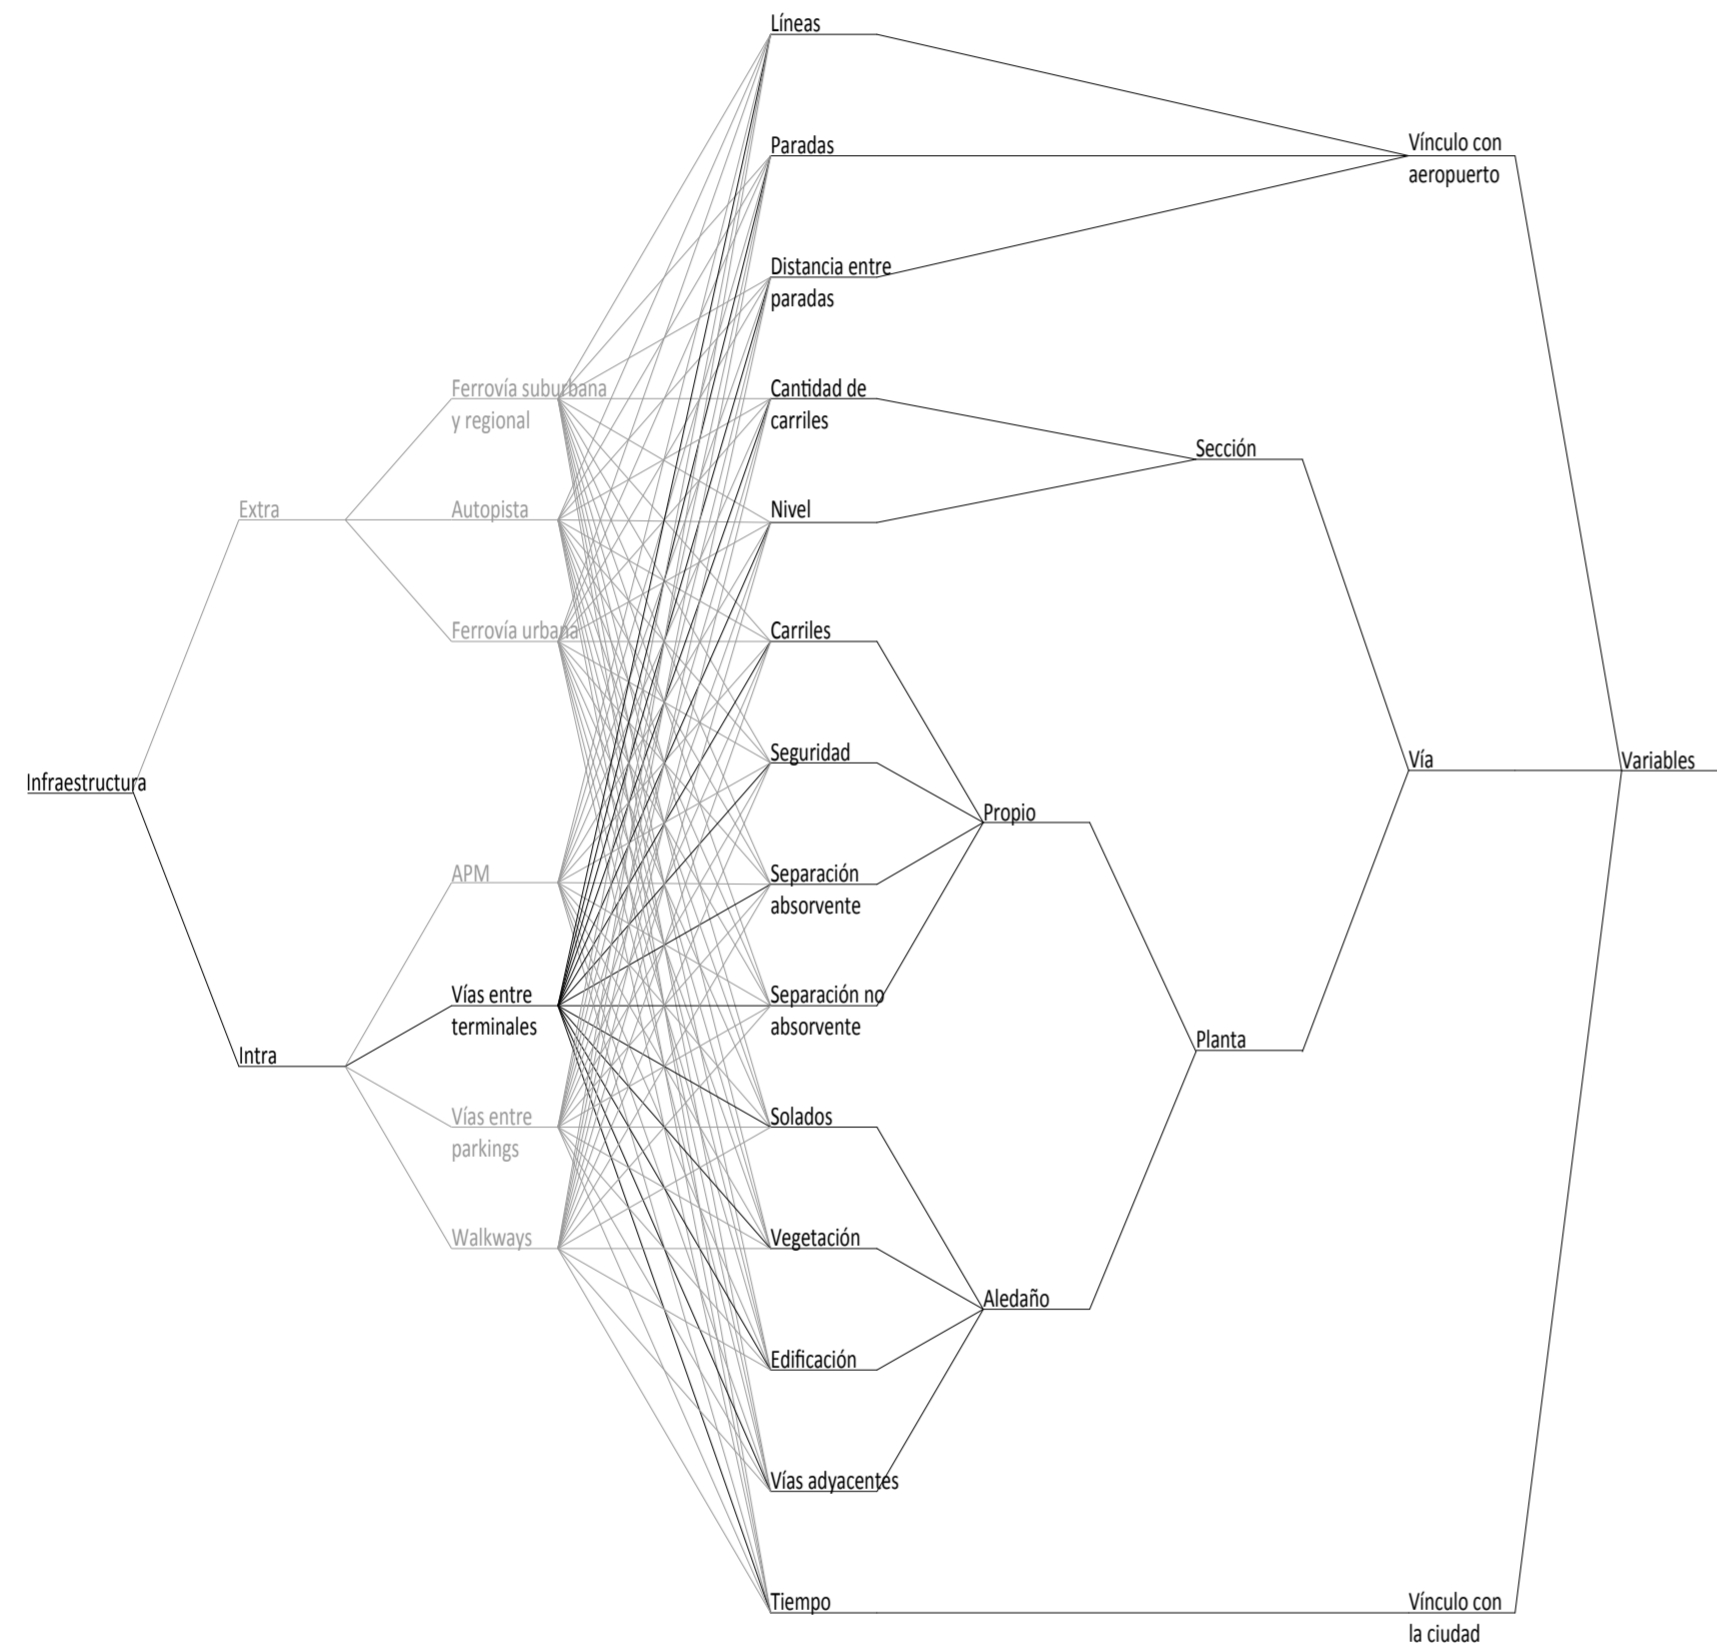 Líneas
Paradas
Vínculo con
aeropuerto
Distancia entre
paradas
Ferrovía suburbana
y regional
Cantidad de
carriles
Sección
Extra
Autopista
Nivel
Ferrovía urbana
Carriles
Seguridad
Vía
Variables
Infraestructura
Propio
APM
Separación
absorvente
Vías entre
terminales
Separación no
absorvente
Intra
Planta
Vías entre
parkings
Solados
Walkways
Vegetación
Aledaño
Edificación
Vías adyacentes
Tiempo
Vínculo con
la ciudad